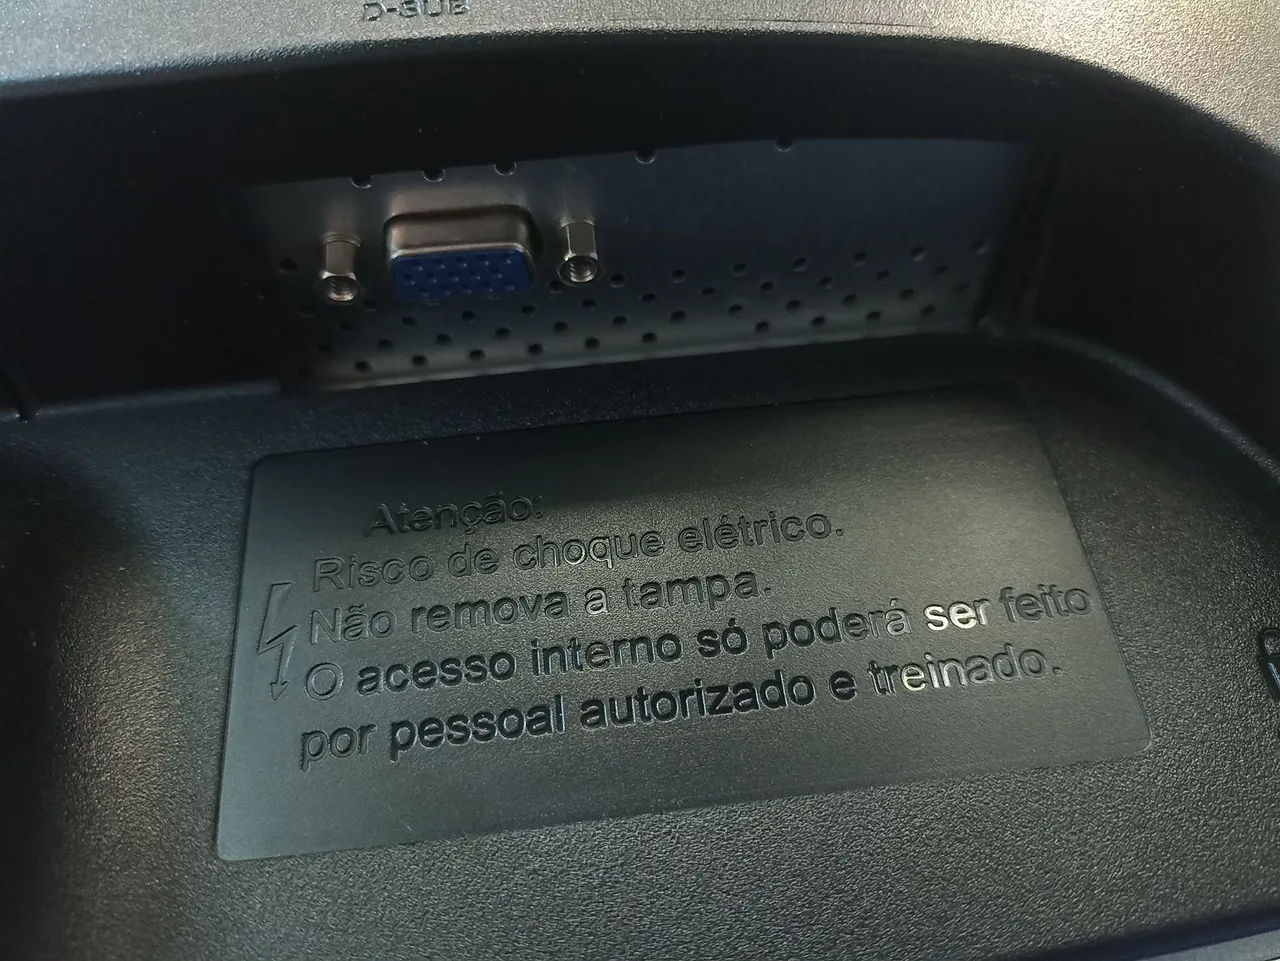 D-SUB
Atenção:
Risco de choque elétrico.
Não remova a tampa.
O acesso interno só poderá ser feito
por pessoal autorizado e treinado.